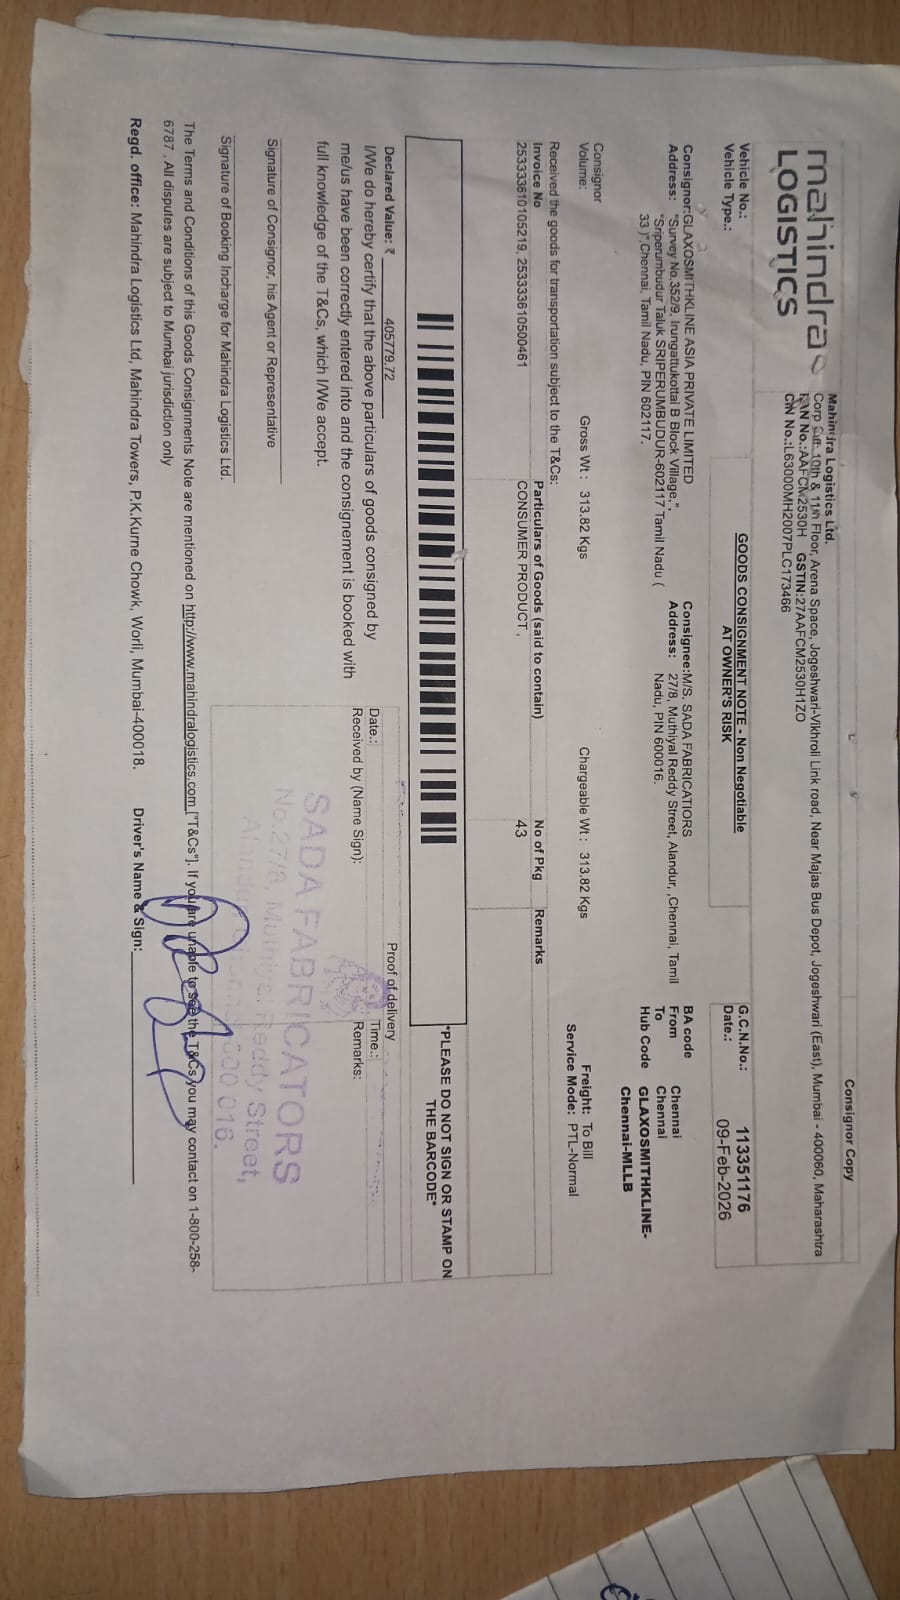 Consignor Copy
mahindra
LOGISTICS
Mahindra Logistics Ltd.
Corp Off: 10th & 11th Floor, Arena Space, Jogeshwari-Vikhroli Link road, Near Majas Bus Depot, Jogeshwari (East), Mumbai - 400060, Maharashtra
PAN No.:AAFCM2530H GSTIN:27AAFCM2530H1ZO
CIN No.:L63000MH2007PLC173466
Vehicle No.:
Vehicle Type.:
GOODS CONSIGNMENT NOTE - Non Negotiable
AT OWNER'S RISK
G.C.N.No.: 113351176
Date.: 09-Feb-2026
Consignor:GLAXOSMITHKLINE ASIA PRIVATE LIMITED
Address: "Survey No.352/9, Irungattukottai B Block Village,",
"Sriperumbudur Taluk SRIPERUMBUDUR-602117 Tamil Nadu (
33 )",Chennai, Tamil Nadu, PIN 602117.
Consignee:M/S. SADA FABRICATIORS
Address: 27/8, Muthiyal Reddy Street, Alandur, ,Chennai, Tamil
Nadu, PIN 600016.
BA code
From Chennai
To Chennai
Hub Code GLAXOSMITHKLINE-
Chennai-MLLB
Consignor
Volume:
Gross Wt : 313.82 Kgs
Chargeable Wt : 313.82 Kgs
Freight: To Bill
Service Mode: PTL-Normal
Received the goods for transportation subject to the T&Cs:
Invoice No Particulars of Goods (said to contain) No of Pkg Remarks
253333610105219, 253333610500461 CONSUMER PRODUCT , 43
*PLEASE DO NOT SIGN OR STAMP ON
THE BARCODE*
Declared Value: ₹ 405779.72
I/We do hereby certify that the above particulars of goods consigned by
me/us have been correctly entered into and the consignement is booked with
full knowledge of the T&Cs, which I/We accept.
Proof of delivery
Date.: Time.:
Received by (Name Sign): Remarks:
SADA FABRICATORS
No.27/8, Muthiyal Reddy Street,
Signature of Consignor, his Agent or Representative
Signature of Booking Incharge for Mahindra Logistics Ltd.
The Terms and Conditions of this Goods Consignments Note are mentioned on http://www.mahindralogistics.com ["T&Cs"]. If you are unable to see the T&Cs you may contact on 1-800-258-
6787 . All disputes are subject to Mumbai jurisdiction only
Regd. office: Mahindra Logistics Ltd, Mahindra Towers, P.K.Kurne Chowk, Worli, Mumbai-400018. Driver's Name & Sign: